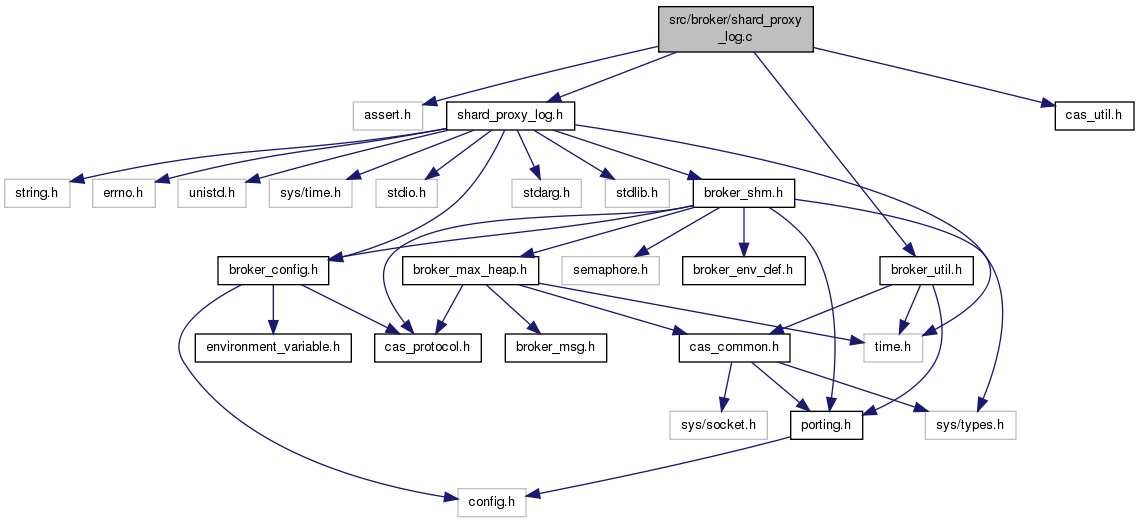 src/broker/shard_proxy
_log.c
assert.h
shard_proxy_log.h
cas_util.h
string.h
errno.h
unistd.h
sys/time.h
stdio.h
stdarg.h
stdlib.h
broker_shm.h
broker_config.h
broker_max_heap.h
semaphore.h
broker_env_def.h
broker_util.h
environment_variable.h
cas_protocol.h
broker_msg.h
cas_common.h
time.h
sys/socket.h
porting.h
sys/types.h
config.h